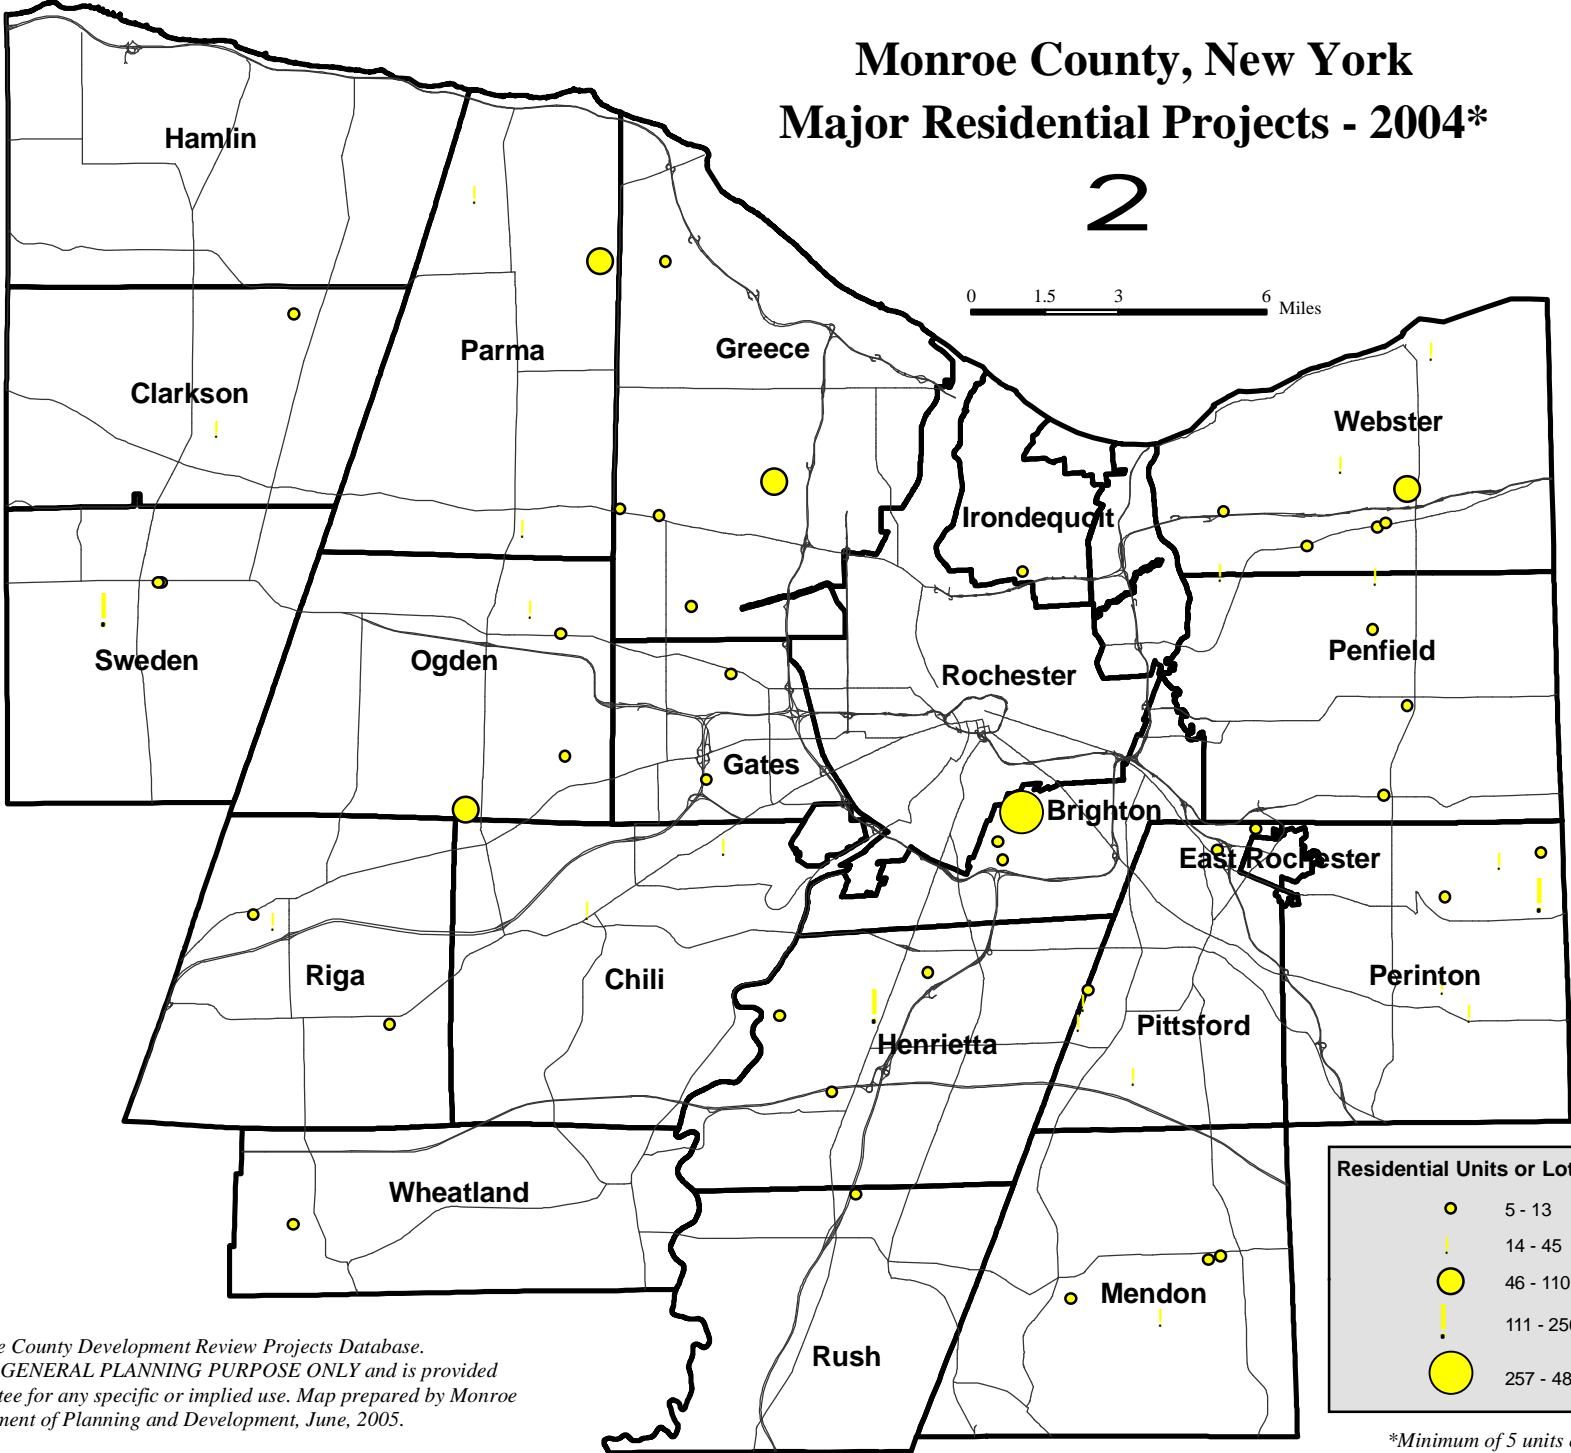 Monroe County, New York
Major Residential Projects - 2004*
2
0 1.5 3 6 Miles
Hamlin
Parma
Greece
Clarkson
Webster
Irondequoit
Sweden
Ogden
Rochester
Penfield
Gates
Brighton
East Rochester
Riga
Chili
Perinton
Pittsford
Henrietta
Wheatland
Mendon
Rush
Residential Units or Lot
5 - 13
14 - 45
46 - 110
111 - 25
257 - 48
e County Development Review Projects Database.
GENERAL PLANNING PURPOSE ONLY and is provided
tee for any specific or implied use. Map prepared by Monroe
ment of Planning and Development, June, 2005.
*Minimum of 5 units